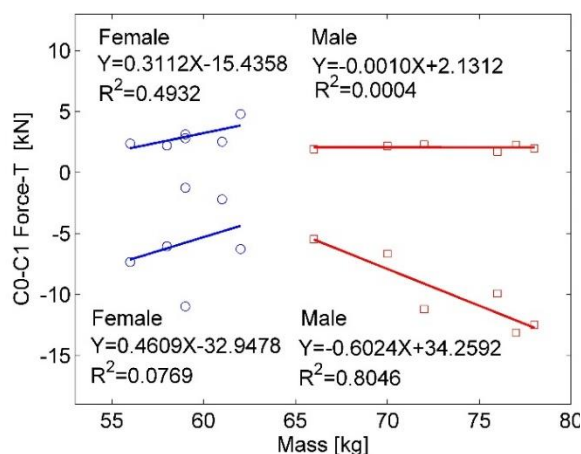 Female
Y=0.3112X-15.4358
R²=0.4932
Male
Y=-0.0010X+2.1312
R²=0.0004
Female
Y=0.4609X-32.9478
R²=0.0769
Male
Y=-0.6024X+34.2592
R²=0.8046
C0-C1 Force-T [kN]
10
5
0
-5
-10
-15
55 60 65 70 75 80
Mass [kg]